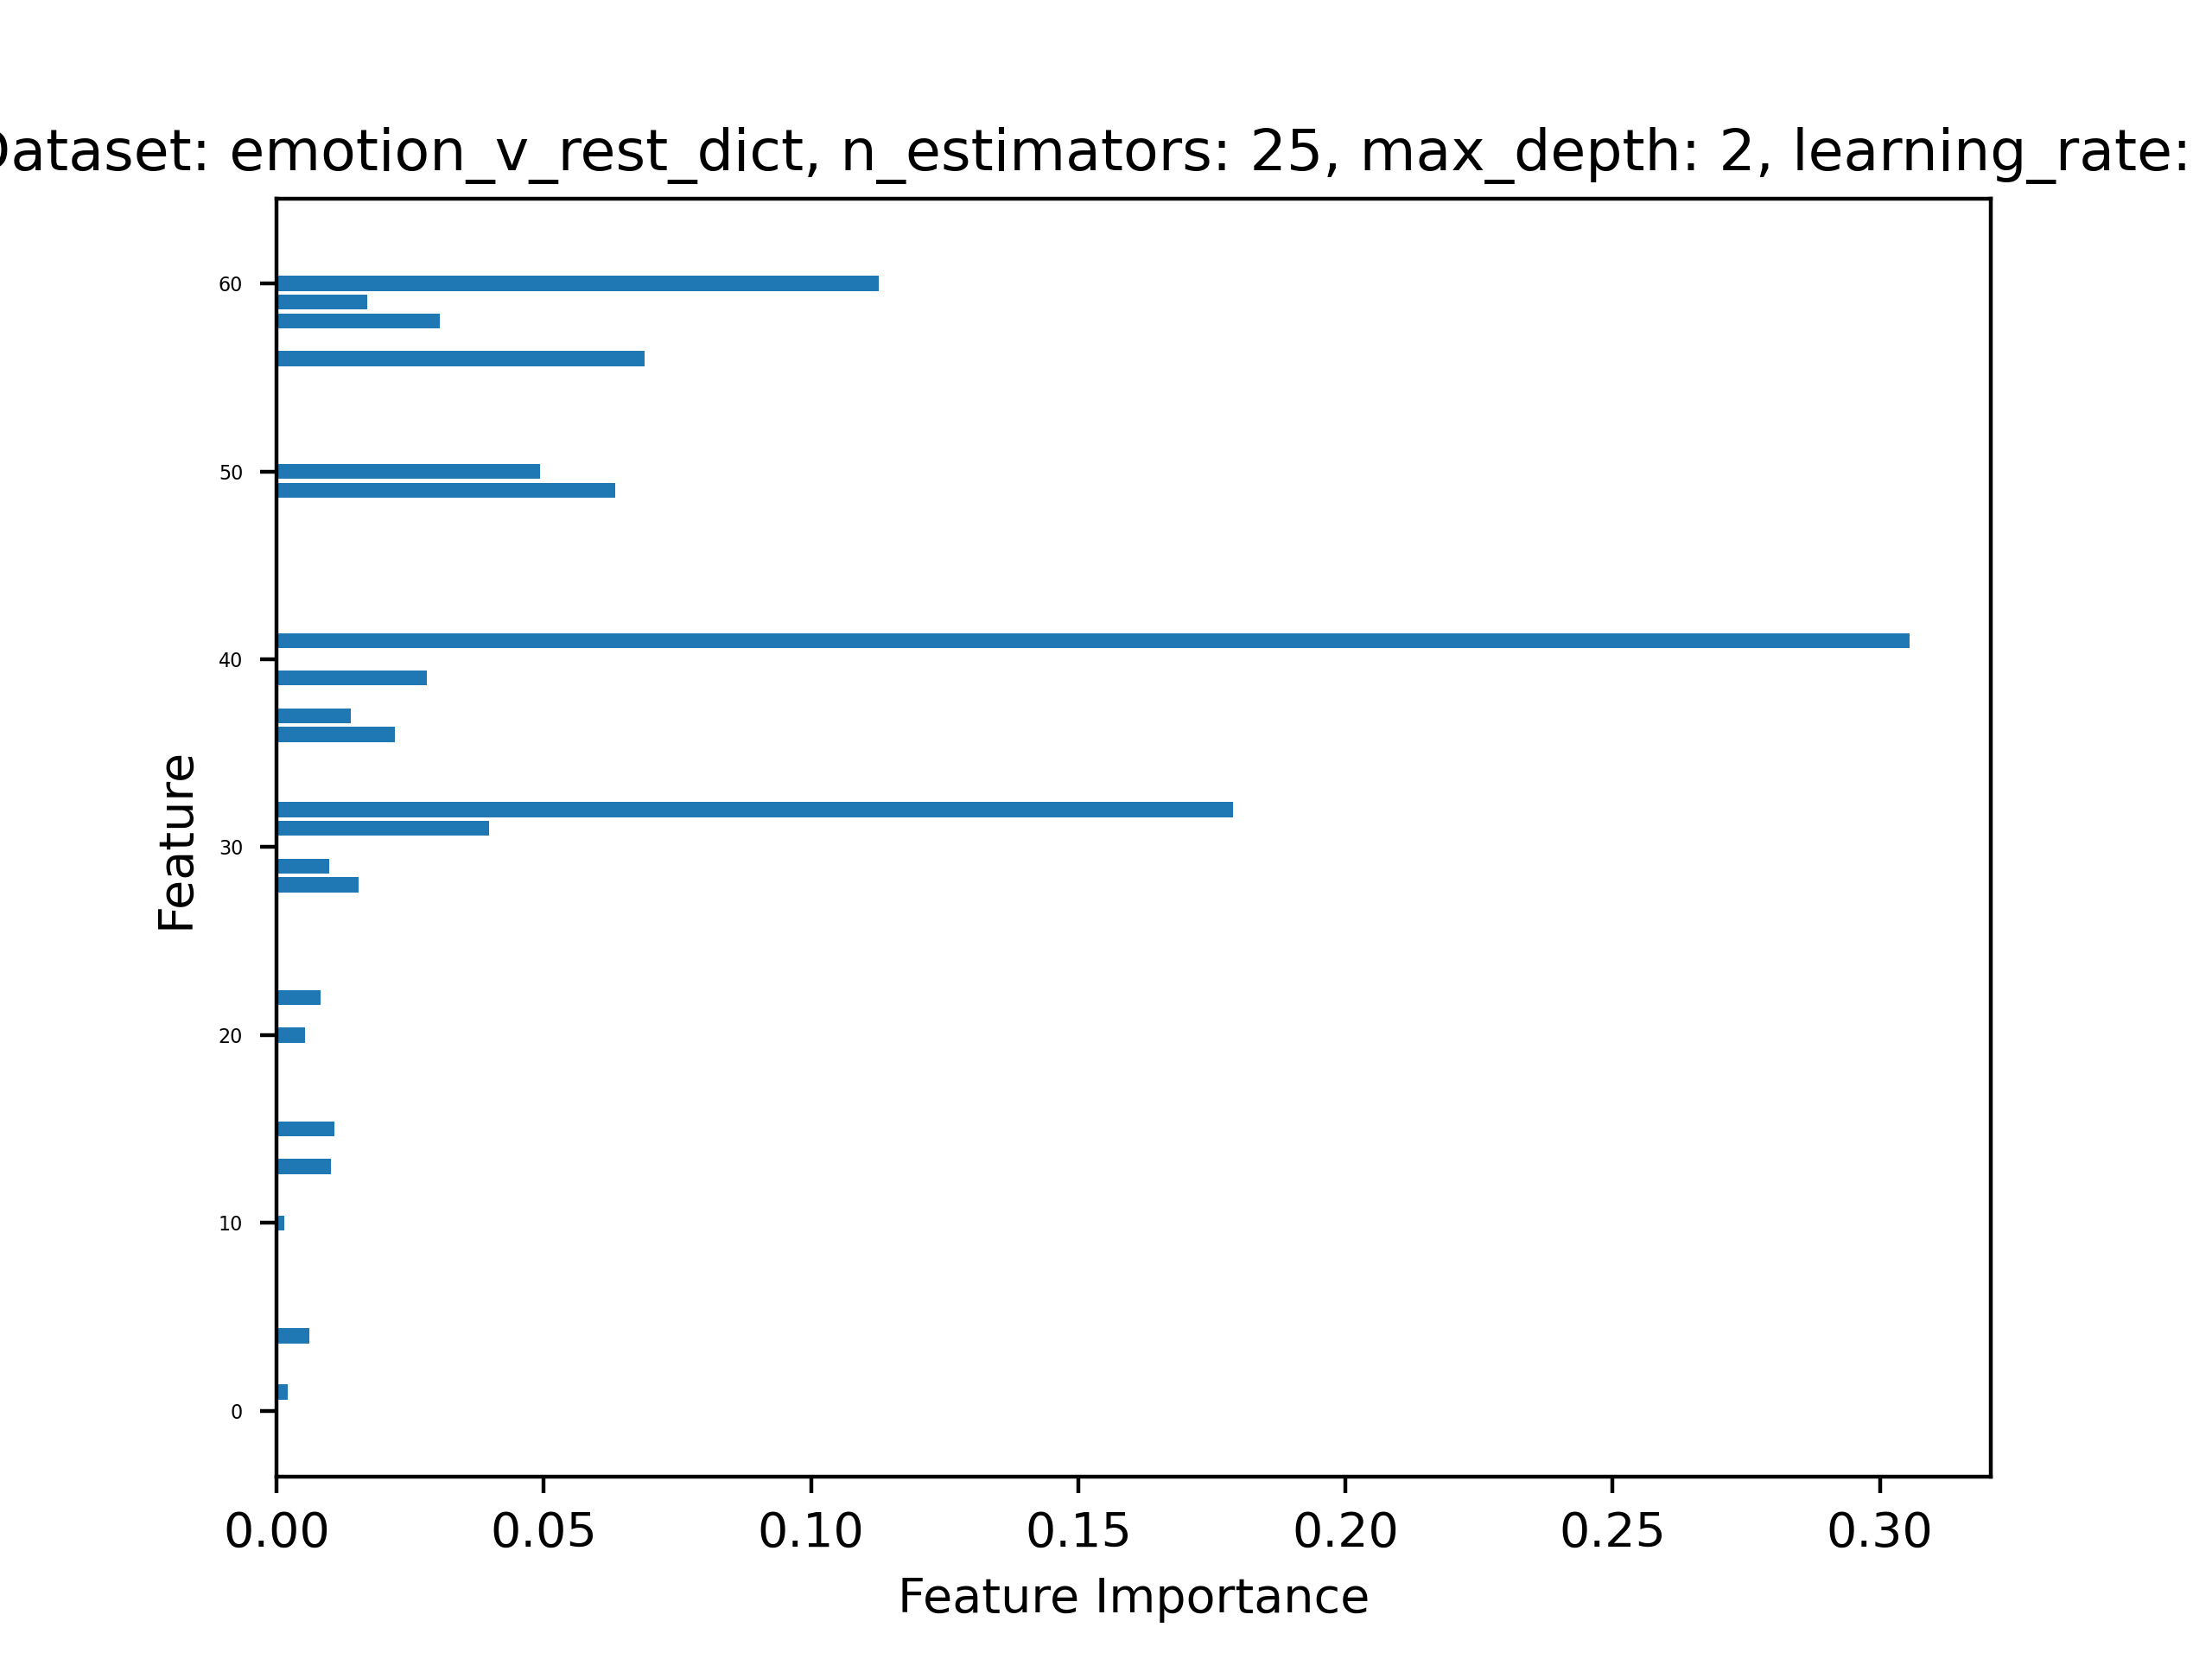 Dataset: emotion_v_rest_dict, n_estimators: 25, max_depth: 2, learning_rate:
60
50
40
30
20
10
0
Feature
0.00 0.05 0.10 0.15 0.20 0.25 0.30
Feature Importance